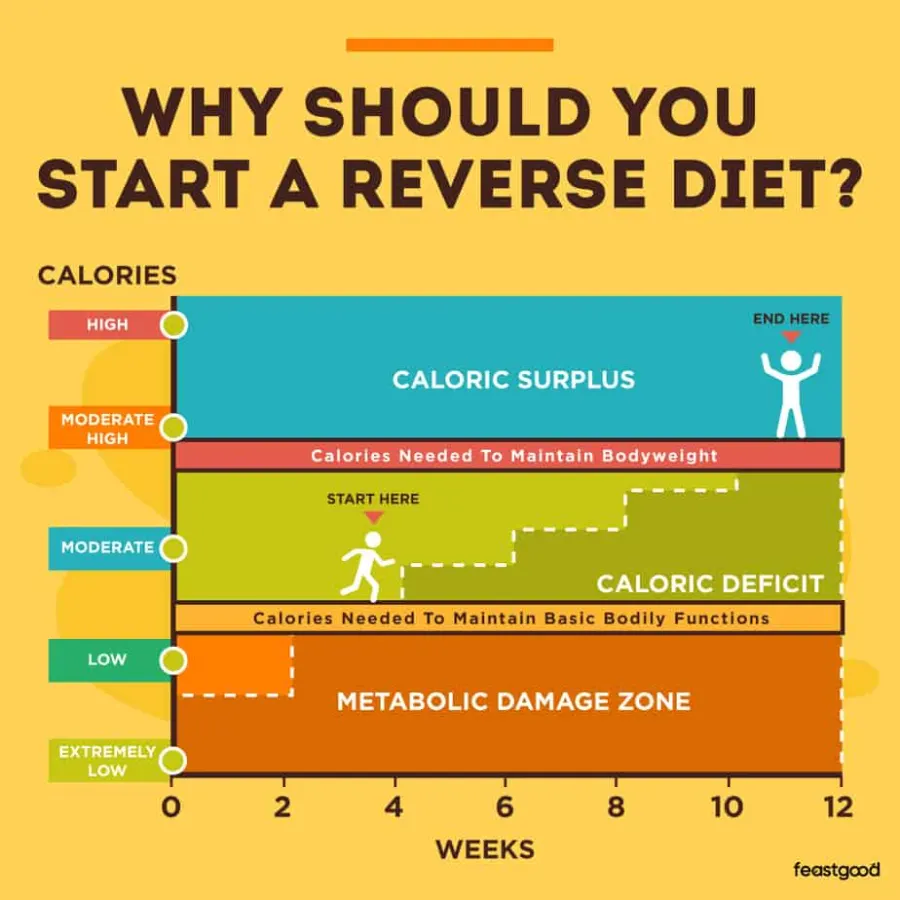 WHY SHOULD YOU
START A REVERSE DIET?
CALORIES
HIGH
MODERATE
HIGH
MODERATE
LOW
EXTREMELY
LOW
END HERE
CALORIC SURPLUS
Calories Needed To Maintain Bodyweight
START HERE
CALORIC DEFICIT
Calories Needed To Maintain Basic Bodily Functions
METABOLIC DAMAGE ZONE
0 2 4 6 8 10 12
WEEKS
feastgood